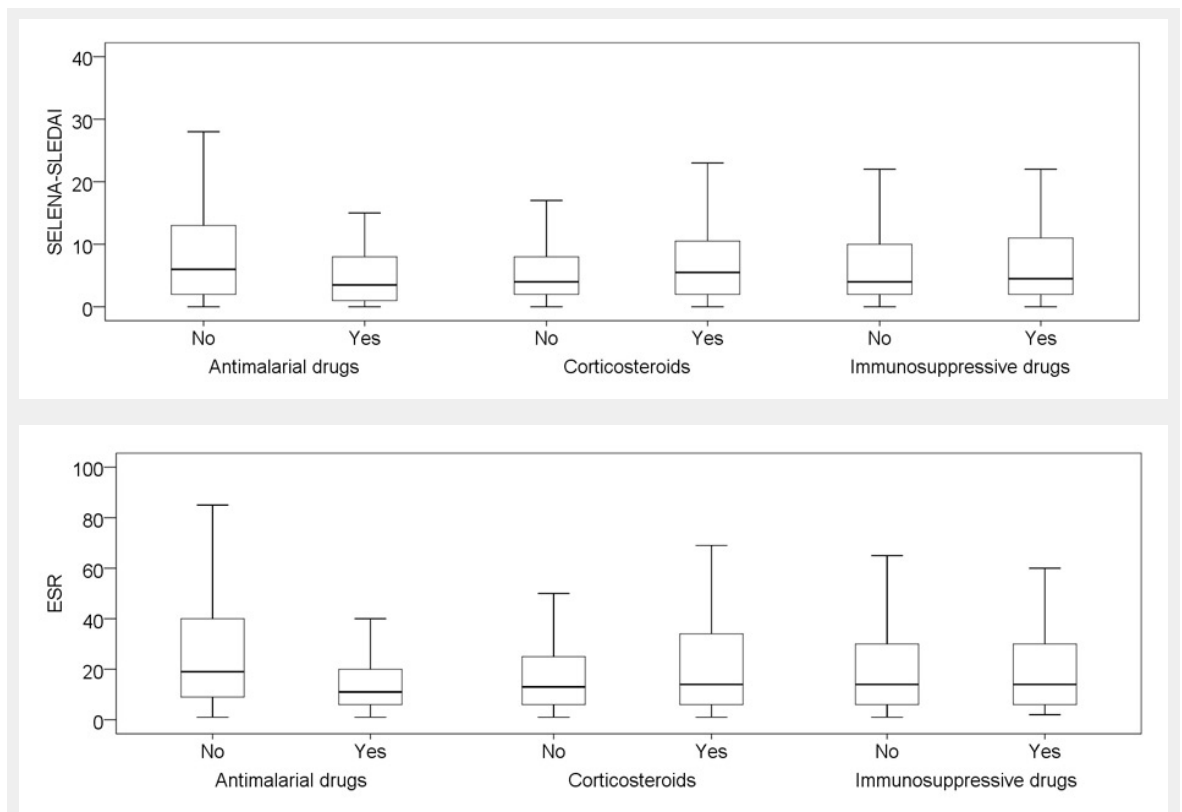 SELENA-SLEDAI
40
30
20
10
0
No Yes No Yes No Yes
Antimalarial drugs Corticosteroids Immunosuppressive drugs
ESR
100
80
60
40
20
0
No Yes No Yes No Yes
Antimalarial drugs Corticosteroids Immunosuppressive drugs